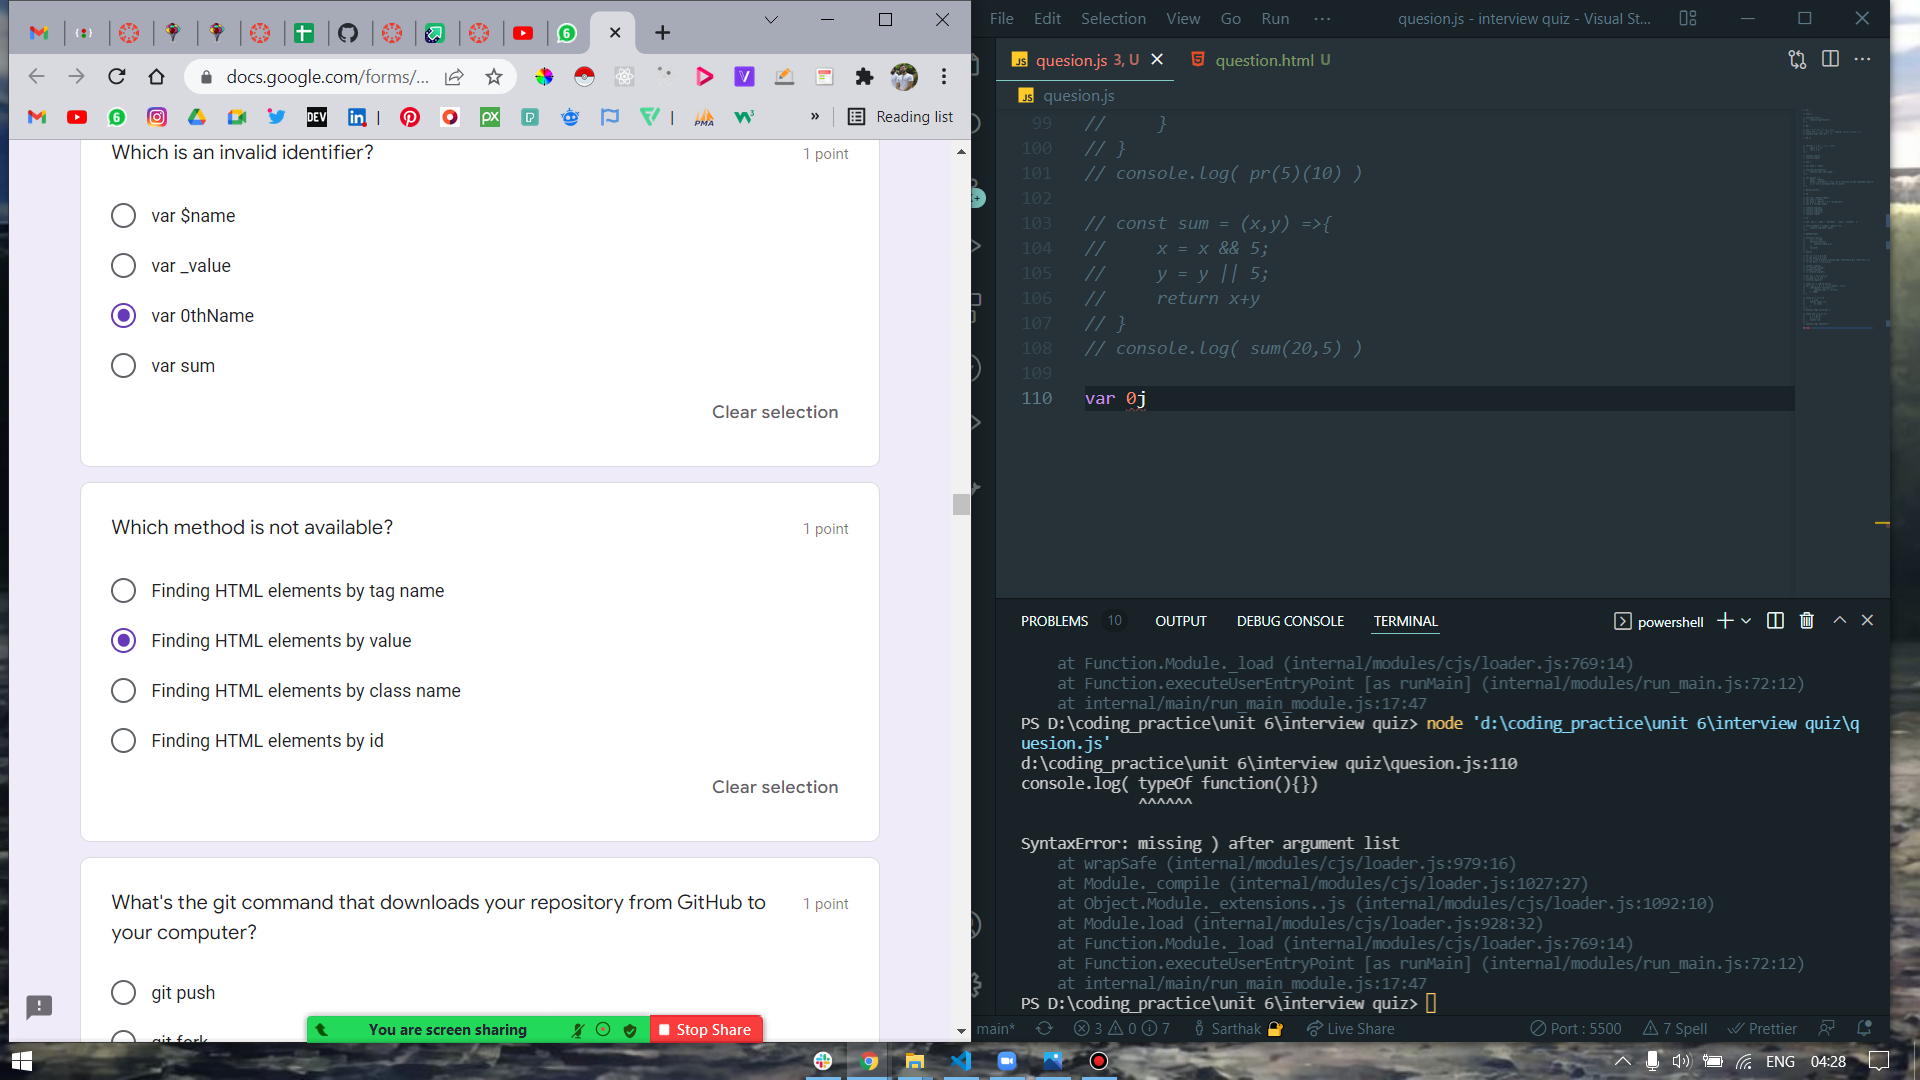 docs.google.com/forms/...
Reading list
Which is an invalid identifier?
1 point
var $name
var _value
var 0thName
var sum
Clear selection
Which method is not available?
1 point
Finding HTML elements by tag name
Finding HTML elements by value
Finding HTML elements by class name
Finding HTML elements by id
Clear selection
What's the git command that downloads your repository from GitHub to
your computer?
1 point
git push
git fork
You are screen sharing
Stop Share
File Edit Selection View Go Run ···
quesion.js - interview quiz - Visual St...
JS quesion.js 3, U
question.html U
JS quesion.js
99 // }
100 // }
101 // console.log( pr(5)(10) )
102
103 // const sum = (x,y) =>{
104 // x = x && 5;
105 // y = y || 5;
106 // return x+y
107 // }
108 // console.log( sum(20,5) )
109
110 var 0j
PROBLEMS 10 OUTPUT DEBUG CONSOLE TERMINAL
powershell
at Function.Module._load (internal/modules/cjs/loader.js:769:14)
at Function.executeUserEntryPoint [as runMain] (internal/modules/run_main.js:72:12)
at internal/main/run_main_module.js:17:47
PS D:\coding_practice\unit 6\interview quiz> node 'd:\coding_practice\unit 6\interview quiz\q
uesion.js'
d:\coding_practice\unit 6\interview quiz\quesion.js:110
console.log( typeOf function(){})
^^^^^^
SyntaxError: missing ) after argument list
at wrapSafe (internal/modules/cjs/loader.js:979:16)
at Module._compile (internal/modules/cjs/loader.js:1027:27)
at Object.Module._extensions..js (internal/modules/cjs/loader.js:1092:10)
at Module.load (internal/modules/cjs/loader.js:928:32)
at Function.Module._load (internal/modules/cjs/loader.js:769:14)
at Function.executeUserEntryPoint [as runMain] (internal/modules/run_main.js:72:12)
at internal/main/run_main_module.js:17:47
PS D:\coding_practice\unit 6\interview quiz>
main* 3 0 7 Sarthak Live Share Port : 5500 7 Spell Prettier
ENG 04:28